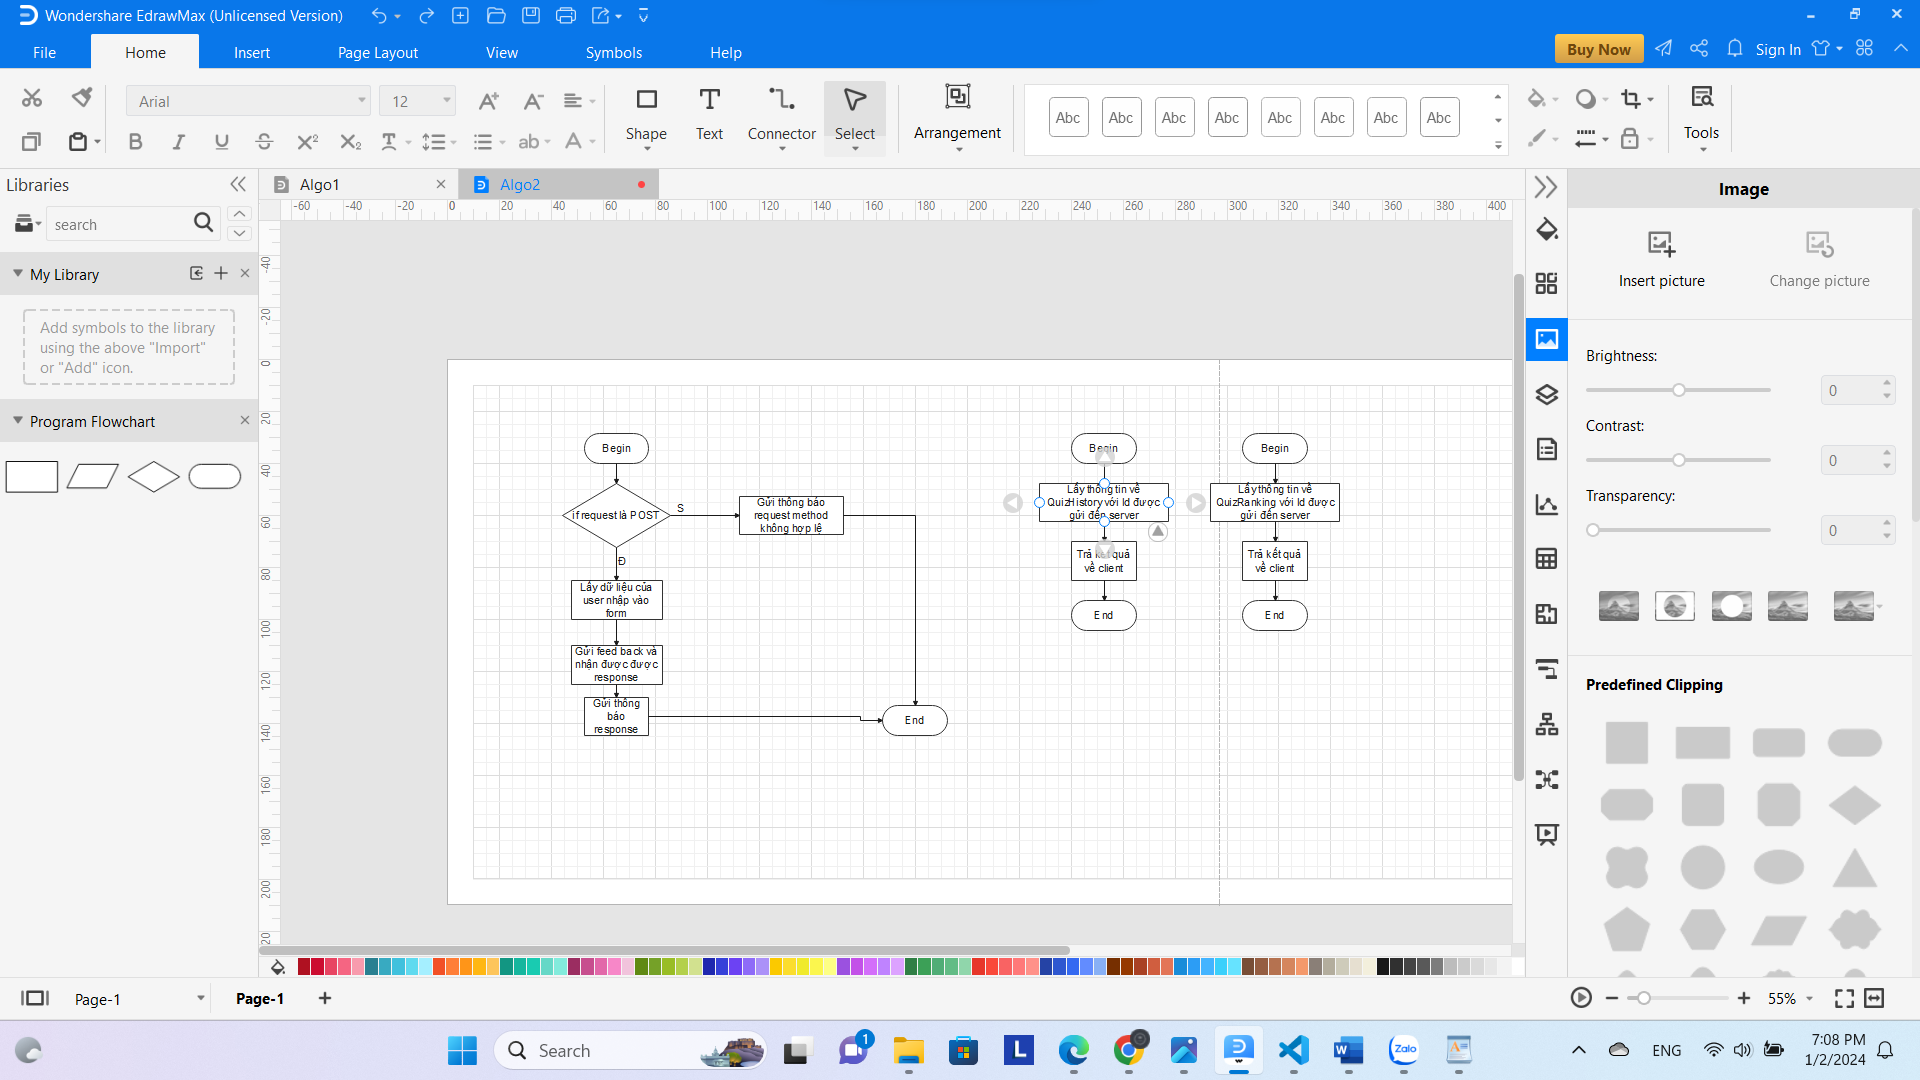 Wondershare EdrawMax (Unlicensed Version)
File
Home
Insert
Page Layout
View
Symbols
Help
Buy Now
Sign In
Arial
12
Shape
Text
Connector
Select
Arrangement
Abc
Abc
Abc
Abc
Abc
Abc
Abc
Abc
Tools
Libraries
search
My Library
Add symbols to the library
using the above "Import"
or "Add" icon.
Program Flowchart
Algo1
Algo2
-60 -40 -20 0 20 40 60 80 100 120 140 160 180 200 220 240 260 280 300 320 340 360 380 400
-40
-20
0
20
40
60
80
100
120
140
160
180
200
20
Begin
if request là POST
S
Đ
Gửi thông báo
request method
không hợp lệ
Lấy dữ liệu của
user nhập vào
form
Gửi feed back và
nhận được được
response
Gửi thông
báo
response
End
Begin
Lấy thông tin về
QuizHistory với Id được
gửi đến server
Trả kết quả
về client
End
Begin
Lấy thông tin về
QuizRanking với Id được
gửi đến server
Trả kết quả
về client
End
Image
Insert picture
Change picture
Brightness:
0
Contrast:
0
Transparency:
0
Predefined Clipping
Page-1
Page-1
55%
Search
1
L
Zalo
ENG
7:08 PM
1/2/2024